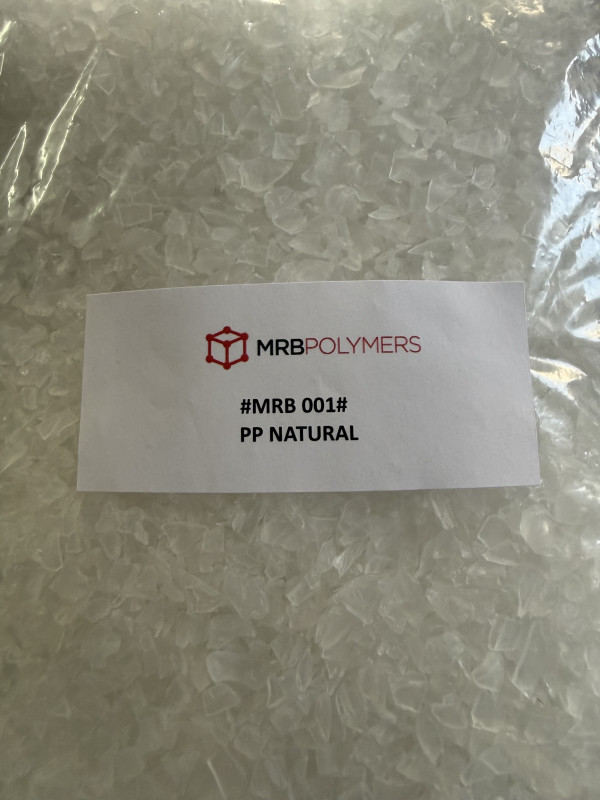 MRBPOLYMERS
#MRB 001#
PP NATURAL